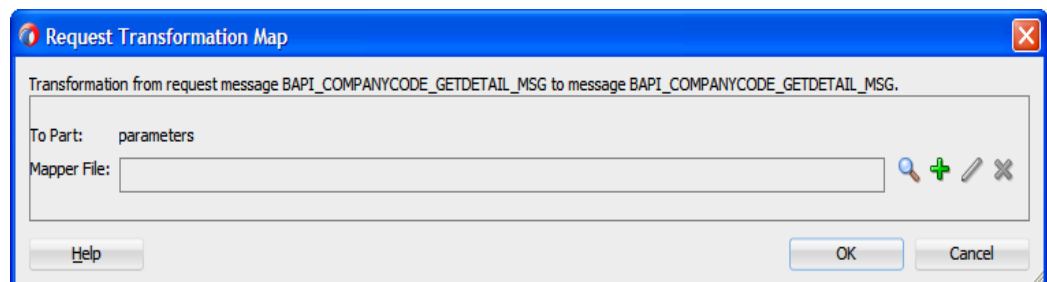 Request Transformation Map
Transformation from request message BAPI_COMPANYCODE_GETDETAIL_MSG to message BAPI_COMPANYCODE_GETDETAIL_MSG.
To Part: parameters
Mapper File:
Help OK Cancel